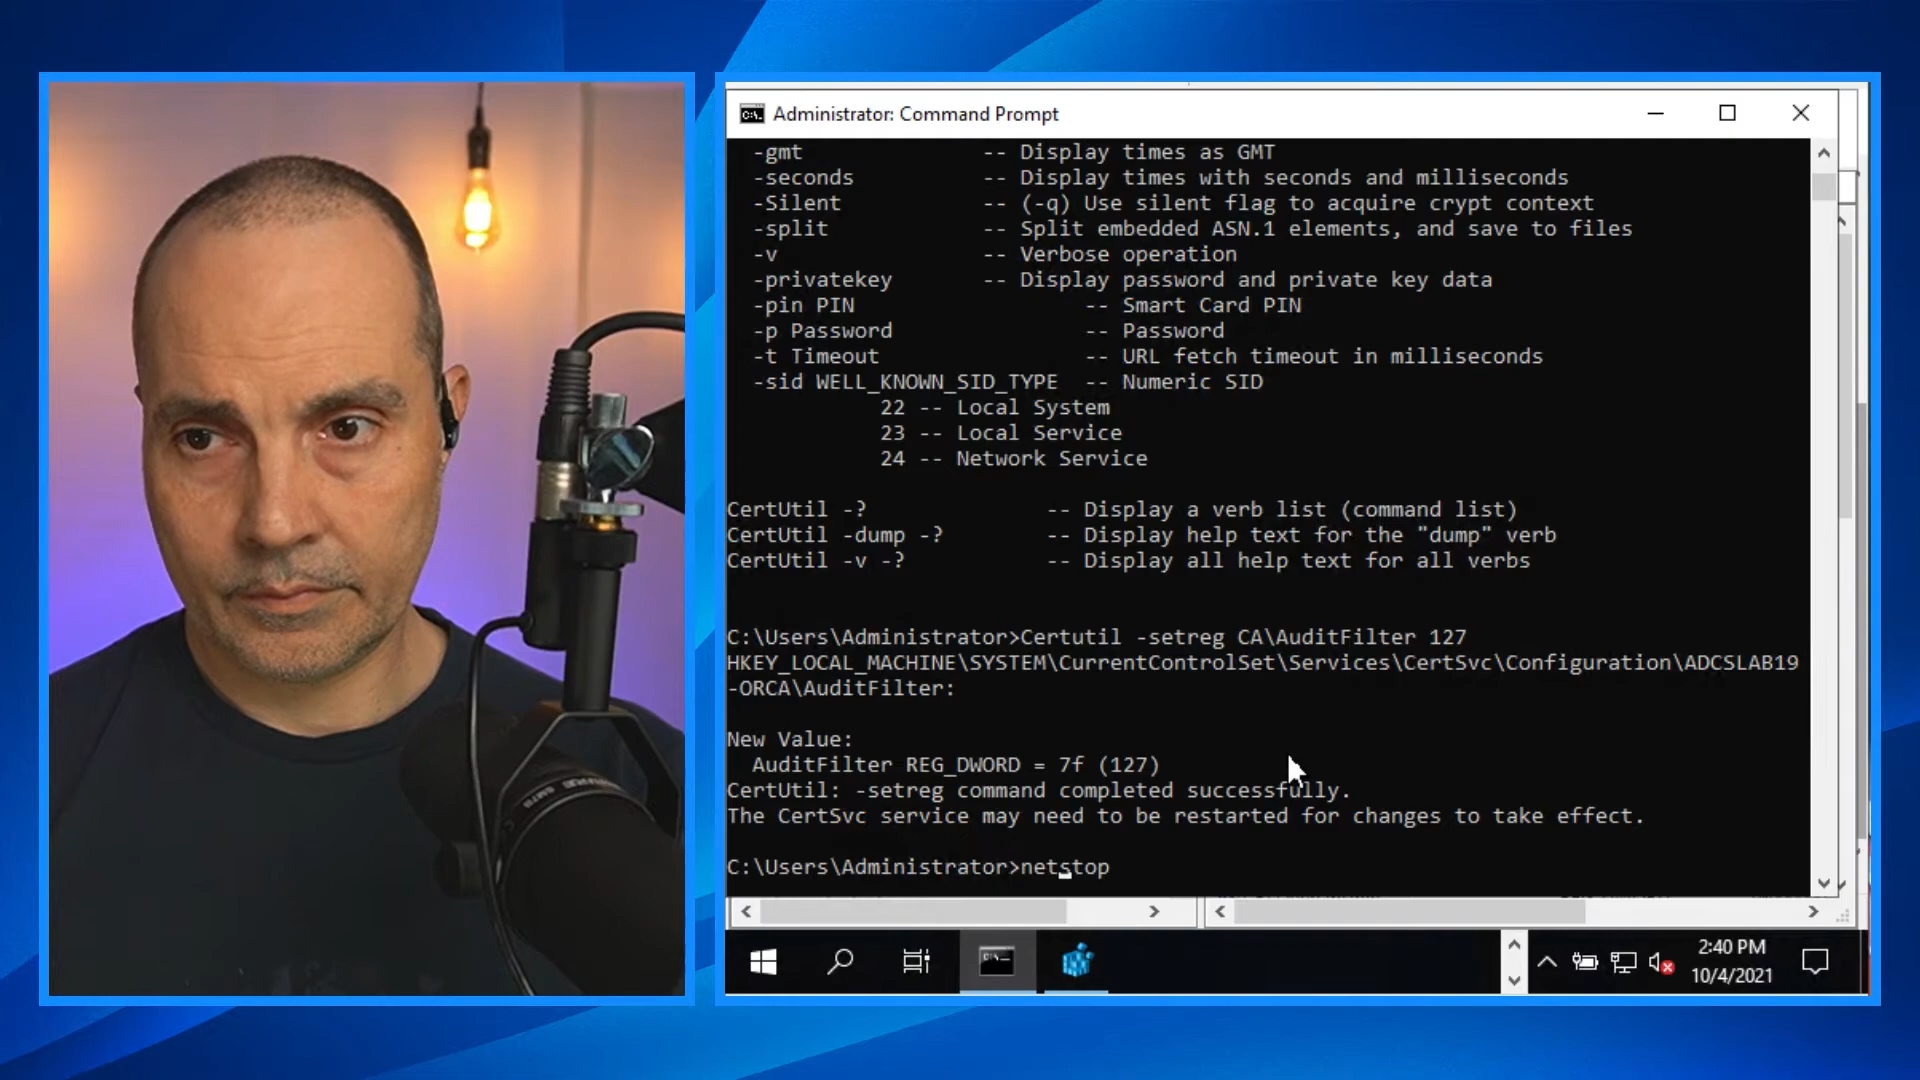 Administrator: Command Prompt
-gmt -- Display times as GMT
-seconds -- Display times with seconds and milliseconds
-Silent -- (-q) Use silent flag to acquire crypt context
-split -- Split embedded ASN.1 elements, and save to files
-v -- Verbose operation
-privatekey -- Display password and private key data
-pin PIN -- Smart Card PIN
-p Password -- Password
-t Timeout -- URL fetch timeout in milliseconds
-sid WELL_KNOWN_SID_TYPE -- Numeric SID
22 -- Local System
23 -- Local Service
24 -- Network Service
CertUtil -? -- Display a verb list (command list)
CertUtil -dump -? -- Display help text for the "dump" verb
CertUtil -v -? -- Display all help text for all verbs
C:\Users\Administrator>Certutil -setreg CA\AuditFilter 127
HKEY_LOCAL_MACHINE\SYSTEM\CurrentControlSet\Services\CertSvc\Configuration\ADCSLAB19
-ORCA\AuditFilter:
New Value:
AuditFilter REG_DWORD = 7f (127)
CertUtil: -setreg command completed successfully.
The CertSvc service may need to be restarted for changes to take effect.
C:\Users\Administrator>netstop
2:40 PM
10/4/2021